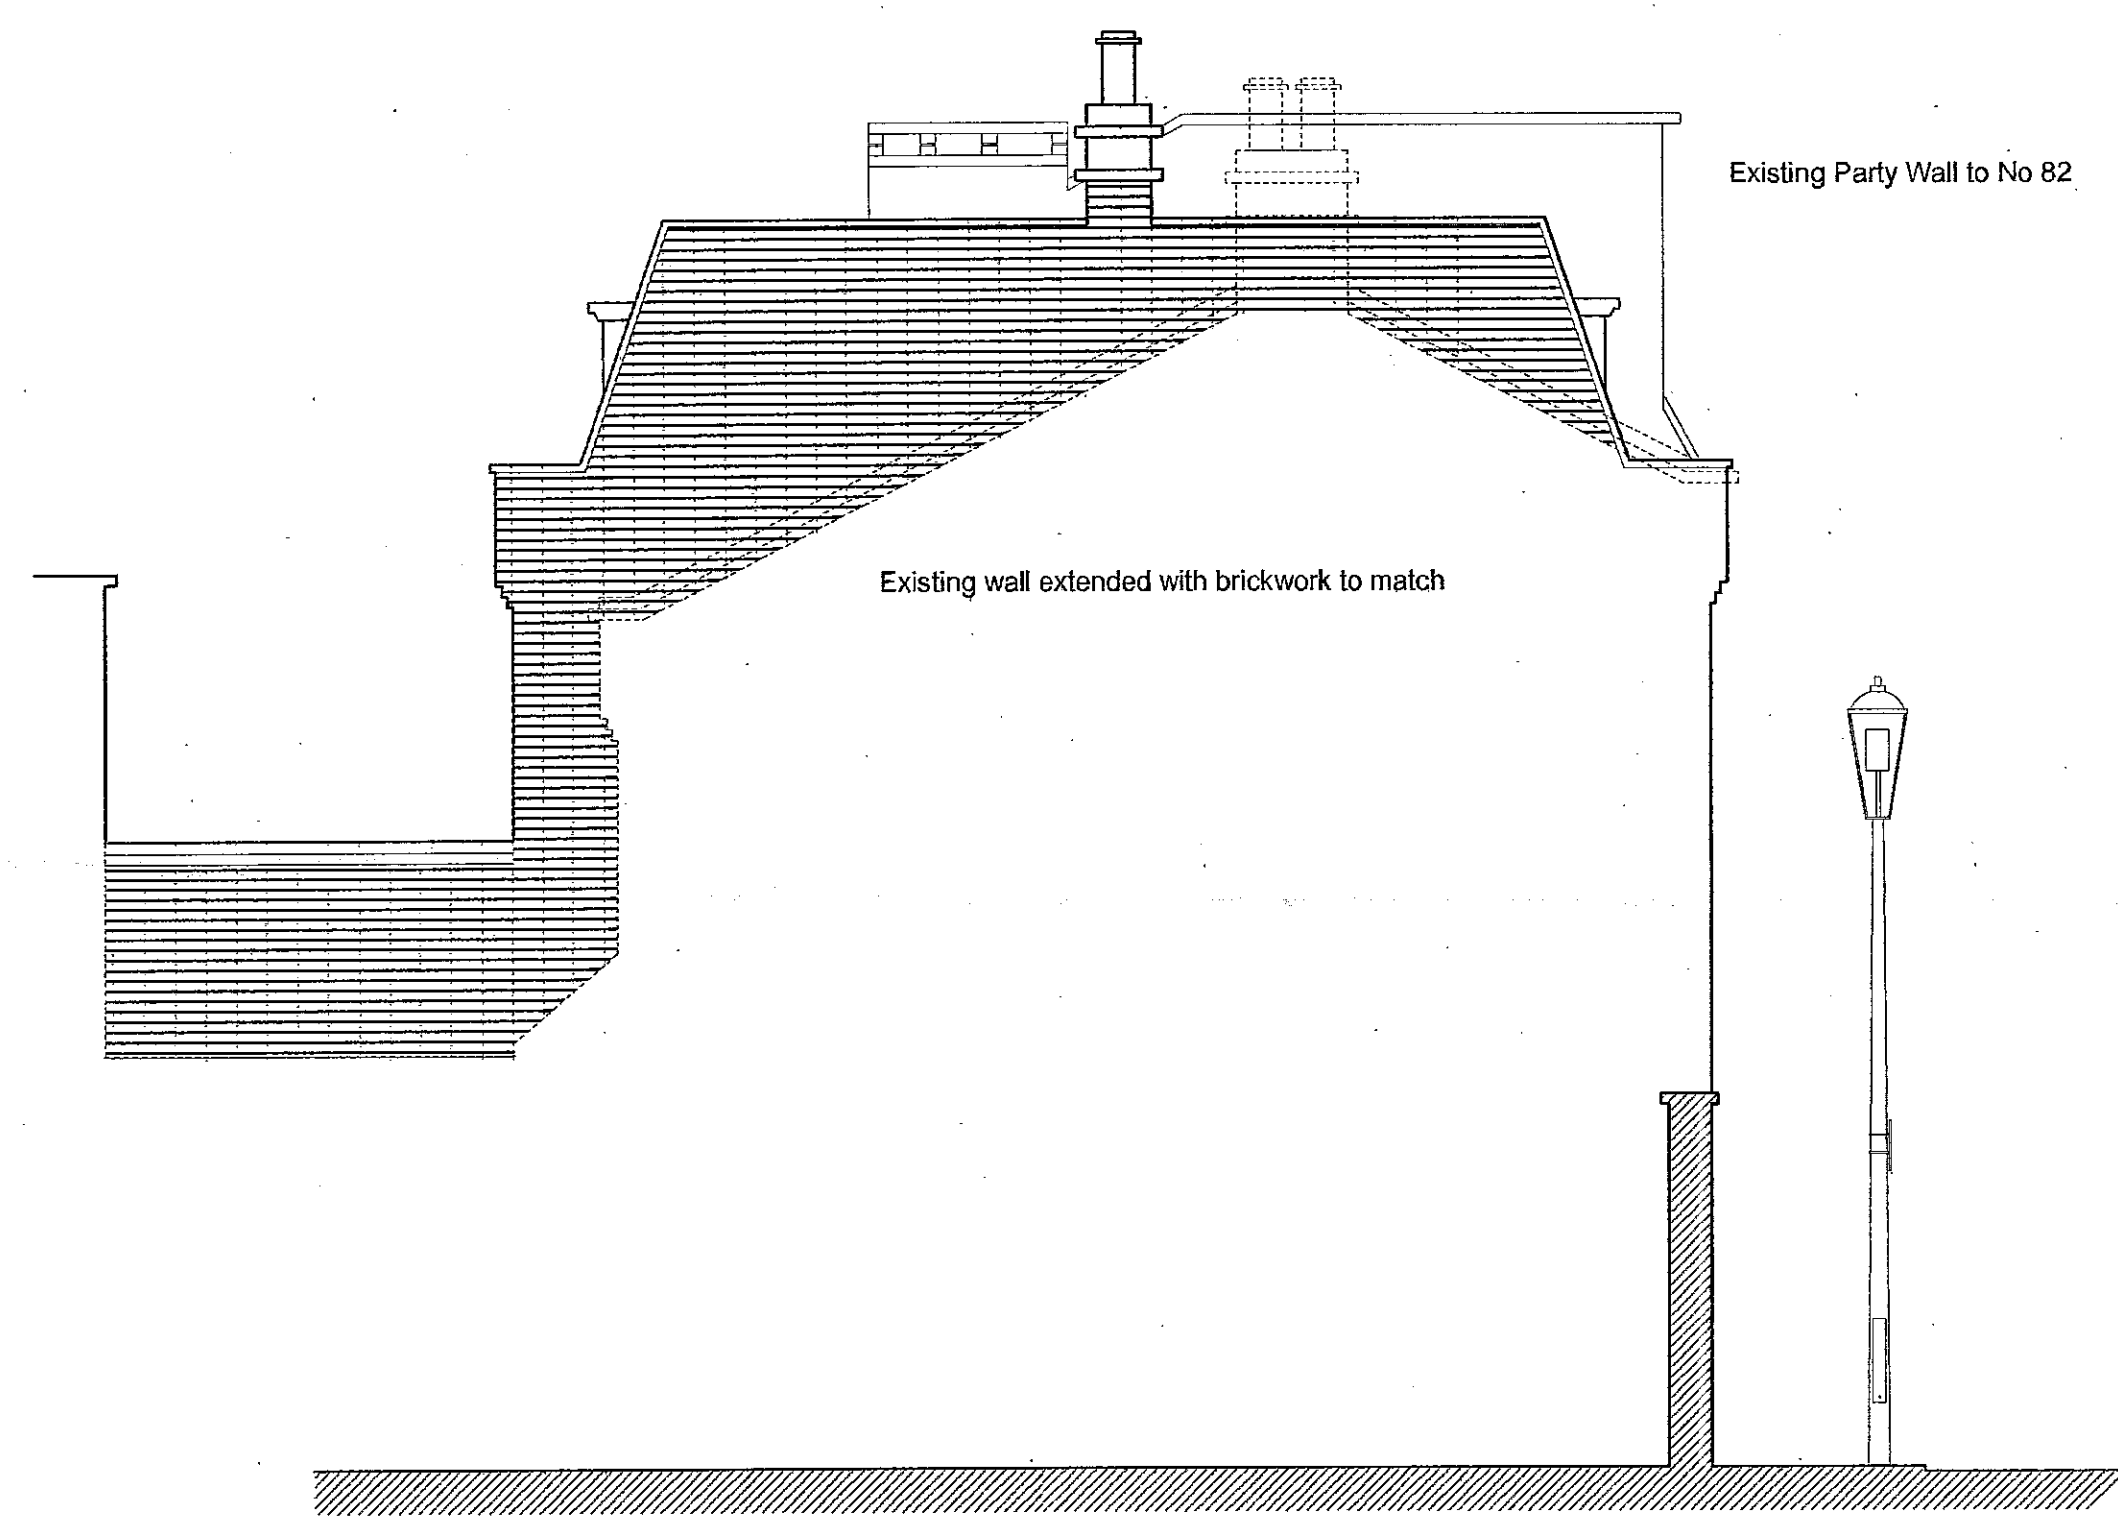 Existing Party Wall to No 82
Existing wall extended with brickwork to match